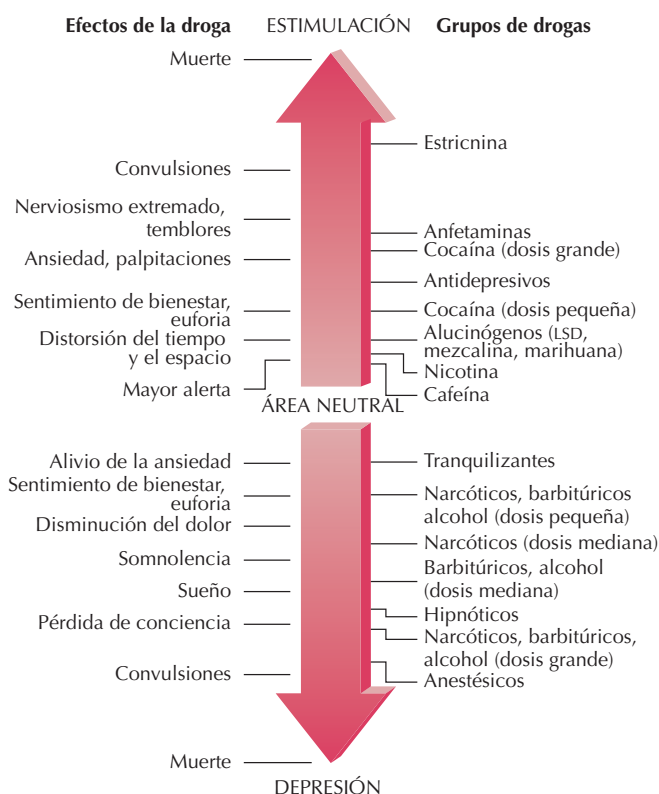 Efectos de la droga ESTIMULACIÓN Grupos de drogas
Muerte
Estricnina
Convulsiones
Nerviosismo extremado,
temblores
Anfetaminas
Cocaína (dosis grande)
Ansiedad, palpitaciones
Antidepresivos
Sentimiento de bienestar,
euforia
Cocaína (dosis pequeña)
Distorsión del tiempo
y el espacio
Alucinógenos (LSD,
mezcalina, marihuana)
Nicotina
Mayor alerta
Cafeína
ÁREA NEUTRAL
Alivio de la ansiedad
Tranquilizantes
Sentimiento de bienestar,
euforia
Narcóticos, barbitúricos
alcohol (dosis pequeña)
Disminución del dolor
Narcóticos (dosis mediana)
Somnolencia
Barbitúricos, alcohol
(dosis mediana)
Sueño
Hipnóticos
Pérdida de conciencia
Narcóticos, barbitúricos,
alcohol (dosis grande)
Convulsiones
Anestésicos
Muerte
DEPRESIÓN